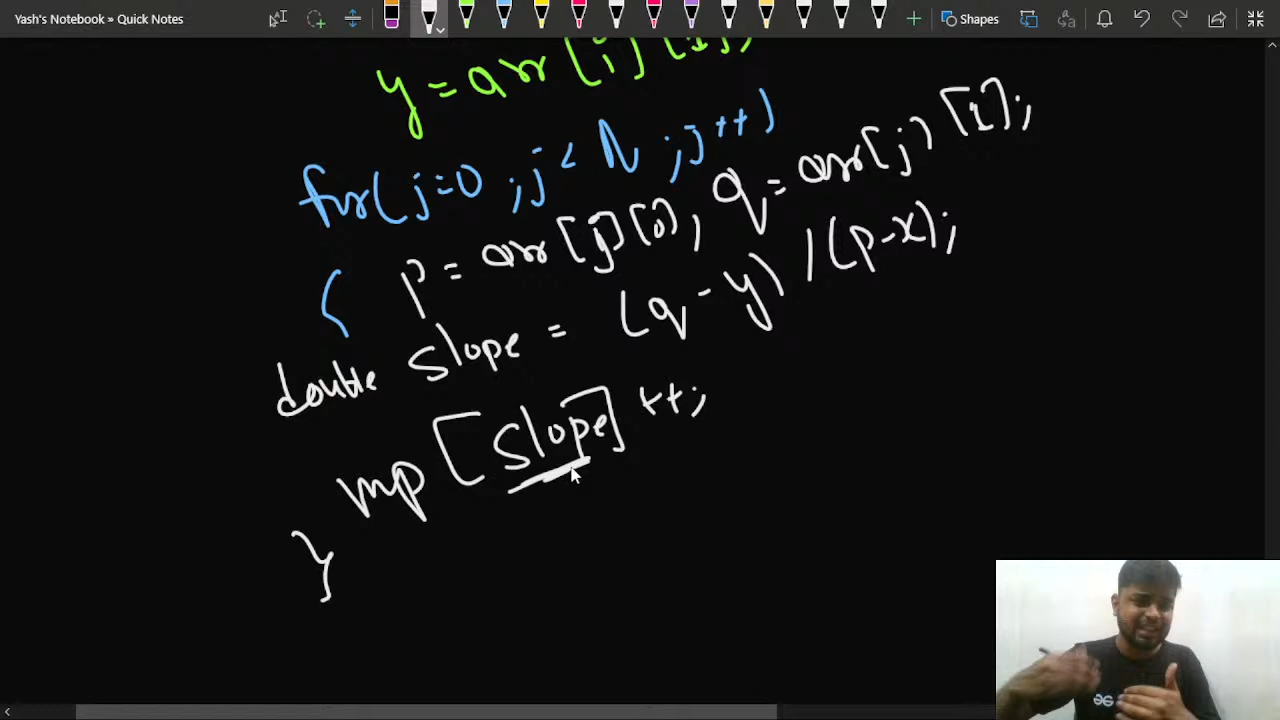 Yash's Notebook » Quick Notes
Shapes
y = arr[i][1];
for(j=0 ;j < N ;j++)
{ p = arr[j][0], q = arr[j][1];
double slope = (q - y) / (p-x);
mp[slope]++;
}